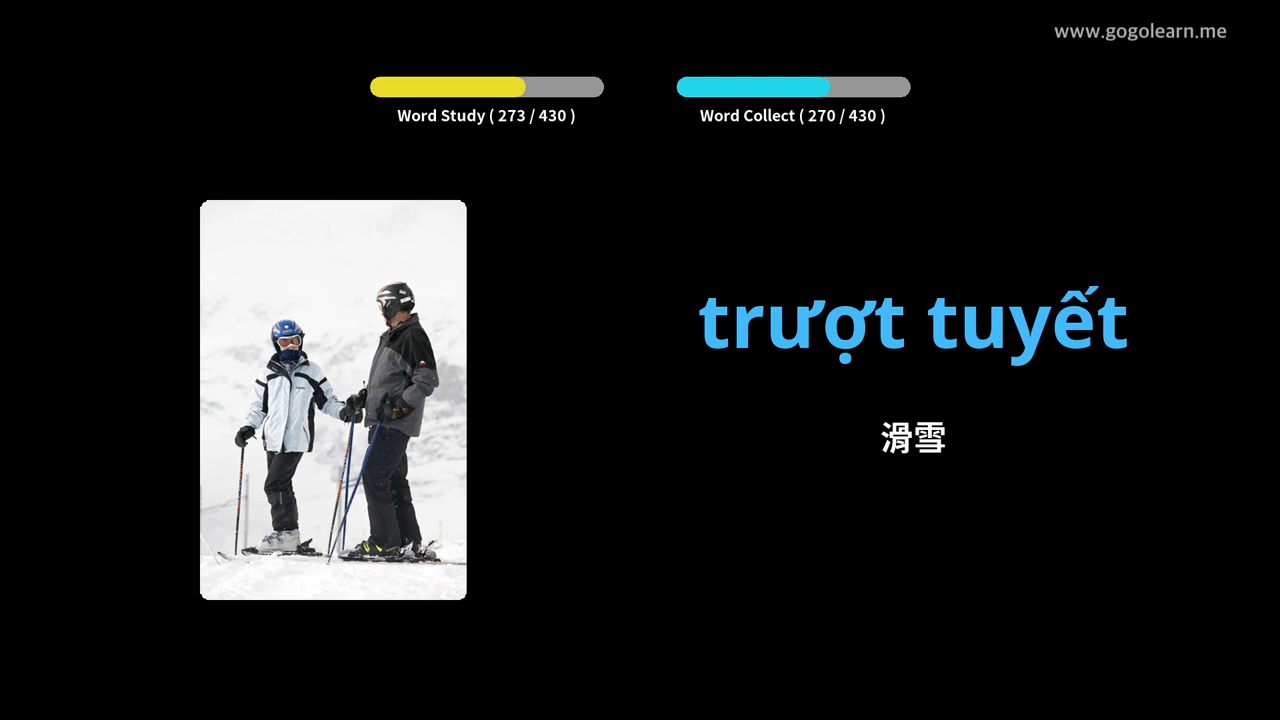 www.gogolearn.me
Word Study ( 273 / 430 )
Word Collect ( 270 / 430 )
trượt tuyết
滑雪